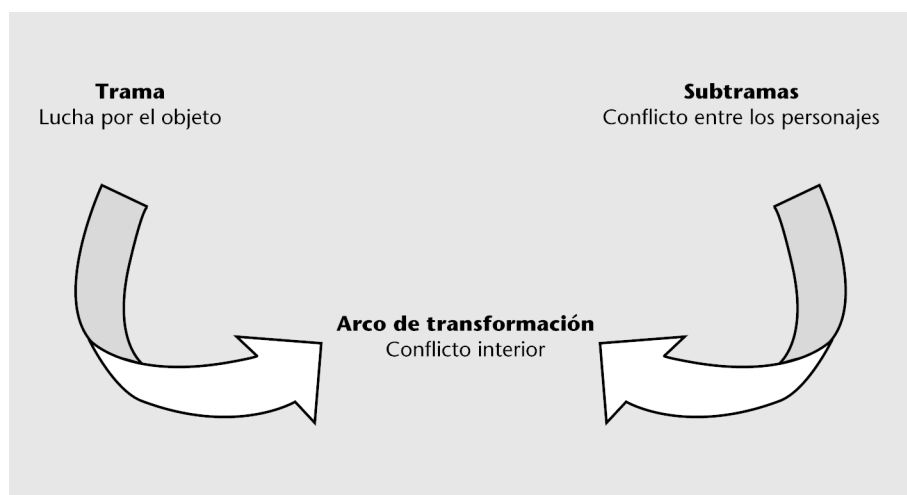 Trama
Lucha por el objeto
Subtramas
Conflicto entre los personajes
Arco de transformación
Conflicto interior